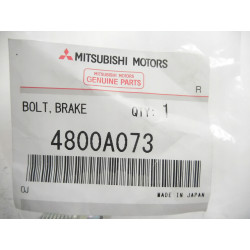 MITSUBISHI MOTORS
MITSUBISHI MOTORS
GENUINE PARTS
R
BOLT, BRAKE QTY: 1
4800A073
DJ
MADE IN JAPAN